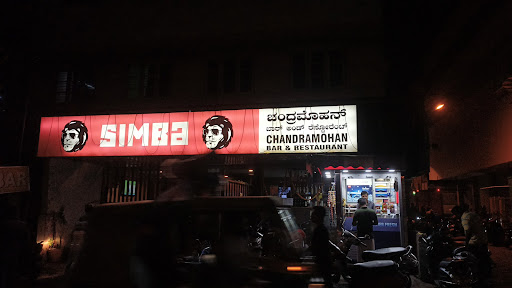 SIMBA
ಚಂದ್ರಮೋಹನ್
ಬಾರ್ ಅಂಡ್ ರೆಸ್ಟೋರೆಂಟ್
CHANDRAMOHAN
BAR & RESTAURANT